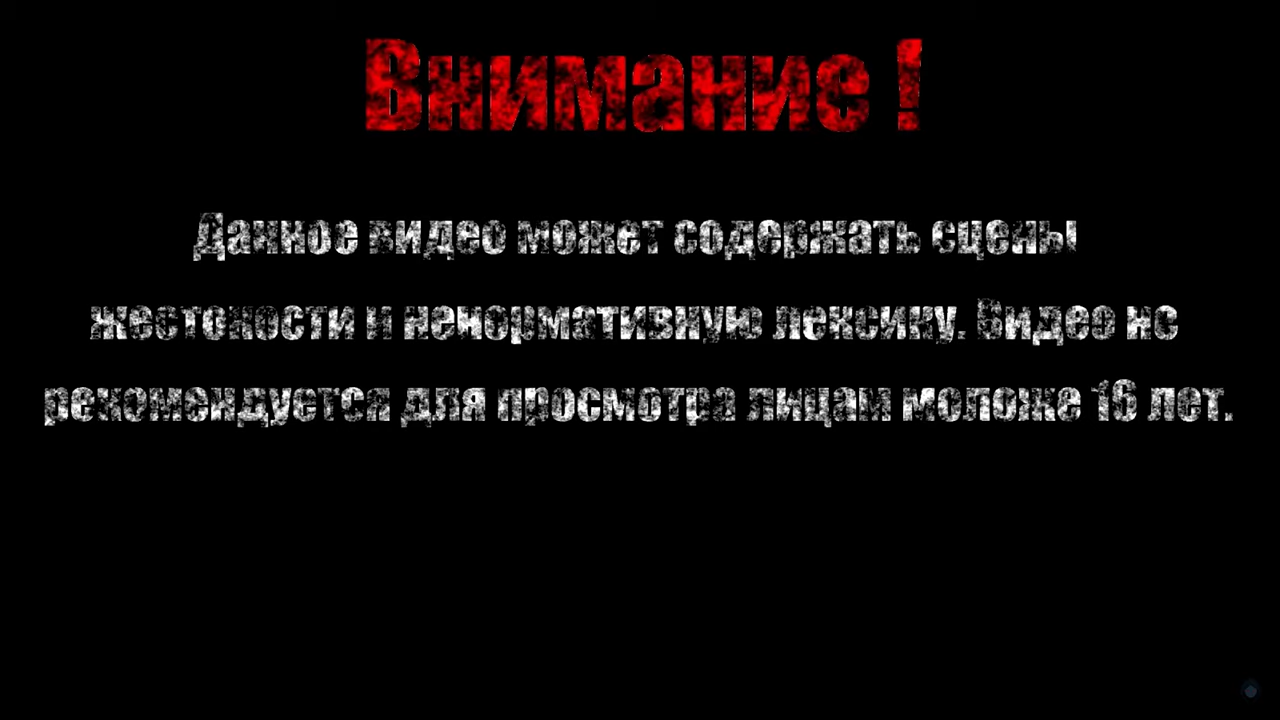 Внимание !
Данное видео может содержать сцены
жестокости и ненормативную лексику. Видео не
рекомендуется для просмотра лицам моложе 16 лет.